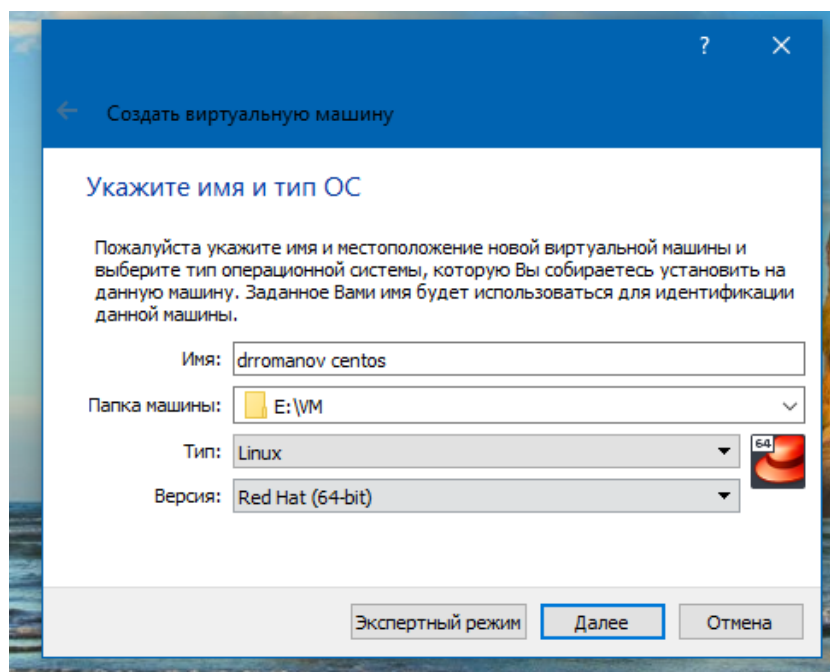 ?
Создать виртуальную машину
Укажите имя и тип ОС
Пожалуйста укажите имя и местоположение новой виртуальной машины и
выберите тип операционной системы, которую Вы собираетесь установить на
данную машину. Заданное Вами имя будет использоваться для идентификации
данной машины.
Имя: drromanov centos
Папка машины: E:\VM
Тип: Linux
64
Версия: Red Hat (64-bit)
Экспертный режим Далее Отмена